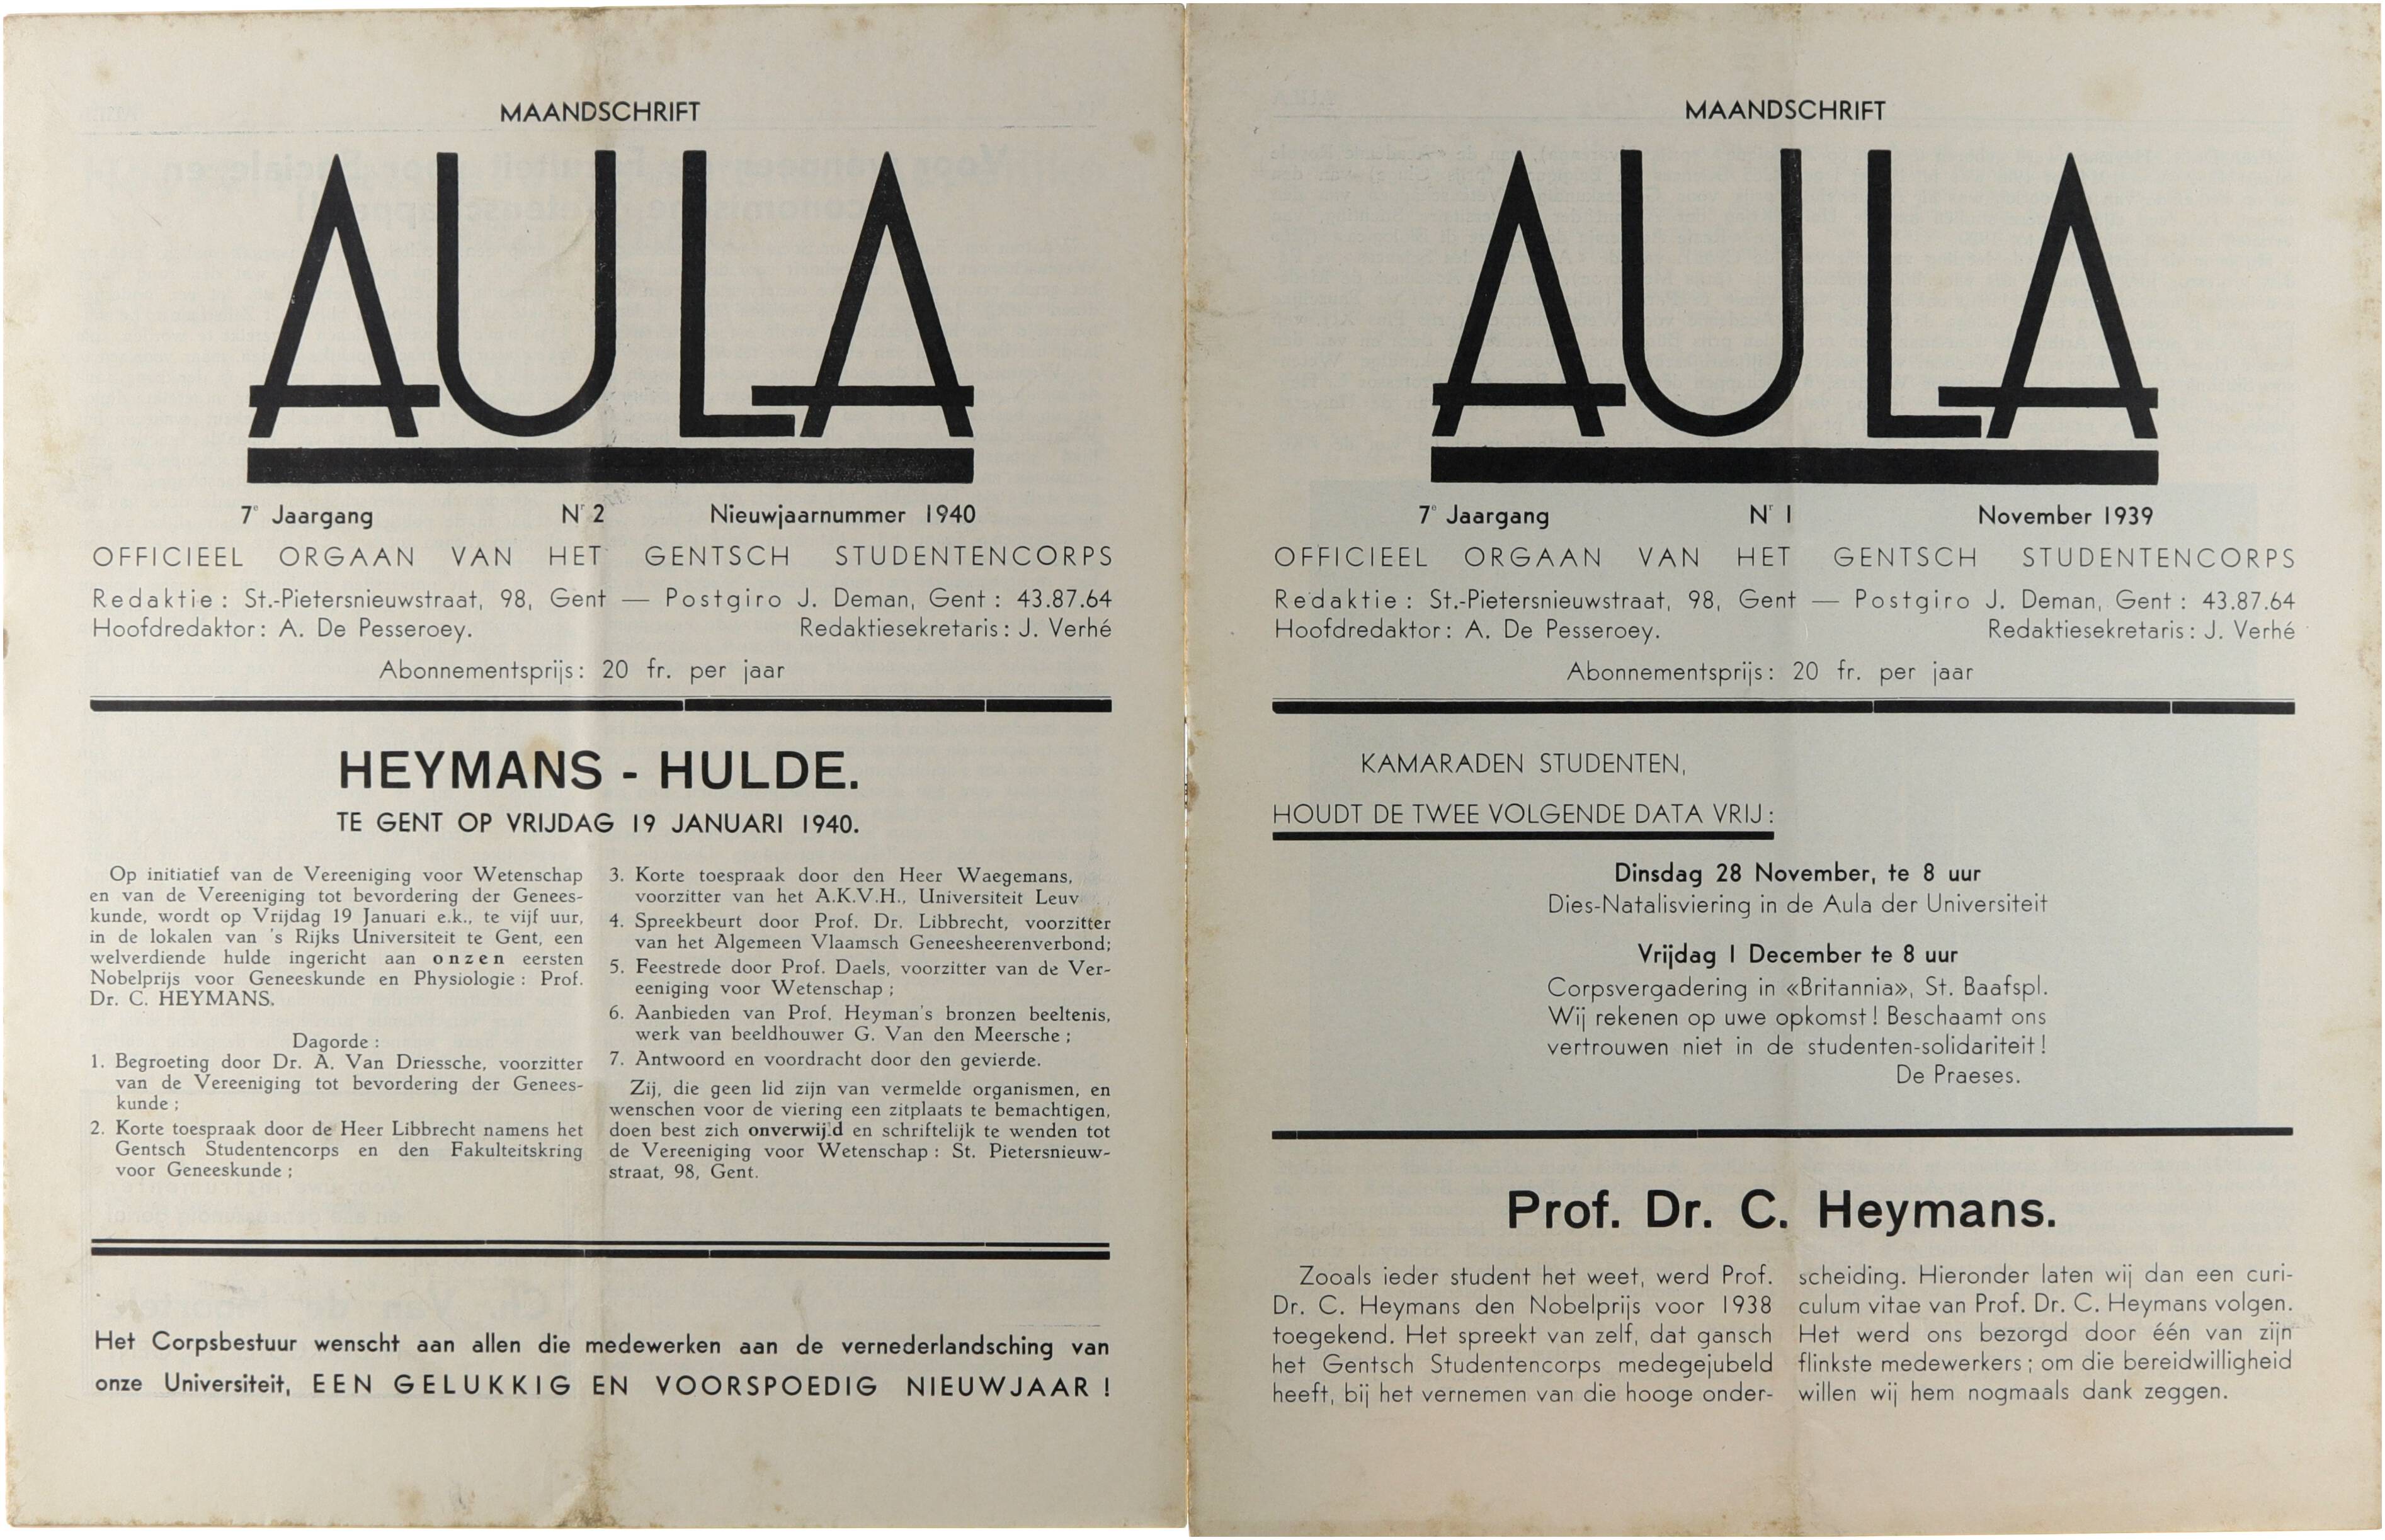 MAANDSCHRIFT
AULA
7e Jaargang Nr 2 Nieuwjaarnummer 1940
OFFICIEEL ORGAAN VAN HET GENTSCH STUDENTENCORPS
Redaktie: St.-Pietersnieuwstraat, 98, Gent — Postgiro J. Deman, Gent: 43.87.64
Hoofdredaktor: A. De Pesseroey. Redaktiesekretaris: J. Verhé
Abonnementsprijs: 20 fr. per jaar
HEYMANS - HULDE.
TE GENT OP VRIJDAG 19 JANUARI 1940.
Op initiatief van de Vereeniging voor Wetenschap
en van de Vereeniging tot bevordering der Genees-
kunde, wordt op Vrijdag 19 Januari e.k., te vijf uur,
in de lokalen van 's Rijks Universiteit te Gent, een
welverdiende hulde ingericht aan onzen eersten
Nobelprijs voor Geneeskunde en Physiologie: Prof.
Dr. C. HEYMANS.
Dagorde:
1. Begroeting door Dr. A. Van Driessche, voorzitter
van de Vereeniging tot bevordering der Genees-
kunde;
2. Korte toespraak door de Heer Libbrecht namens het
Gentsch Studentencorps en den Fakulteitskring
voor Geneeskunde;
3. Korte toespraak door den Heer Waegemans,
voorzitter van het A.K.V.H., Universiteit Leuv
4. Spreekbeurt door Prof. Dr. Libbrecht, voorzitter
van het Algemeen Vlaamsch Geneesheerenverbond;
5. Feestrede door Prof. Daels, voorzitter van de Ver-
eeniging voor Wetenschap;
6. Aanbieden van Prof. Heyman's bronzen beeltenis,
werk van beeldhouwer G. Van den Meersche;
7. Antwoord en voordracht door den gevierde.
Zij, die geen lid zijn van vermelde organismen, en
wenschen voor de viering een zitplaats te bemachtigen,
doen best zich onverwijld en schriftelijk te wenden tot
de Vereeniging voor Wetenschap: St. Pietersnieuw-
straat, 98, Gent.
Het Corpsbestuur wenscht aan allen die medewerken aan de vernederlandsching van
onze Universiteit, EEN GELUKKIG EN VOORSPOEDIG NIEUWJAAR!
MAANDSCHRIFT
AULA
7e Jaargang Nr 1 November 1939
OFFICIEEL ORGAAN VAN HET GENTSCH STUDENTENCORPS
Redaktie: St.-Pietersnieuwstraat, 98, Gent — Postgiro J. Deman, Gent: 43.87.64
Hoofdredaktor: A. De Pesseroey. Redaktiesekretaris: J. Verhé
Abonnementsprijs: 20 fr. per jaar
KAMARADEN STUDENTEN,
HOUDT DE TWEE VOLGENDE DATA VRIJ:
Dinsdag 28 November, te 8 uur
Dies-Natalisviering in de Aula der Universiteit
Vrijdag 1 December te 8 uur
Corpsvergadering in «Britannia», St. Baafspl.
Wij rekenen op uwe opkomst! Beschaamt ons
vertrouwen niet in de studenten-solidariteit!
De Praeses.
Prof. Dr. C. Heymans.
Zooals ieder student het weet, werd Prof.
Dr. C. Heymans den Nobelprijs voor 1938
toegekend. Het spreekt van zelf, dat gansch
het Gentsch Studentencorps medegejubeld
heeft, bij het vernemen van die hooge onder-
scheiding. Hieronder laten wij dan een curi-
culum vitae van Prof. Dr. C. Heymans volgen.
Het werd ons bezorgd door één van zijn
flinkste medewerkers; om die bereidwilligheid
willen wij hem nogmaals dank zeggen.